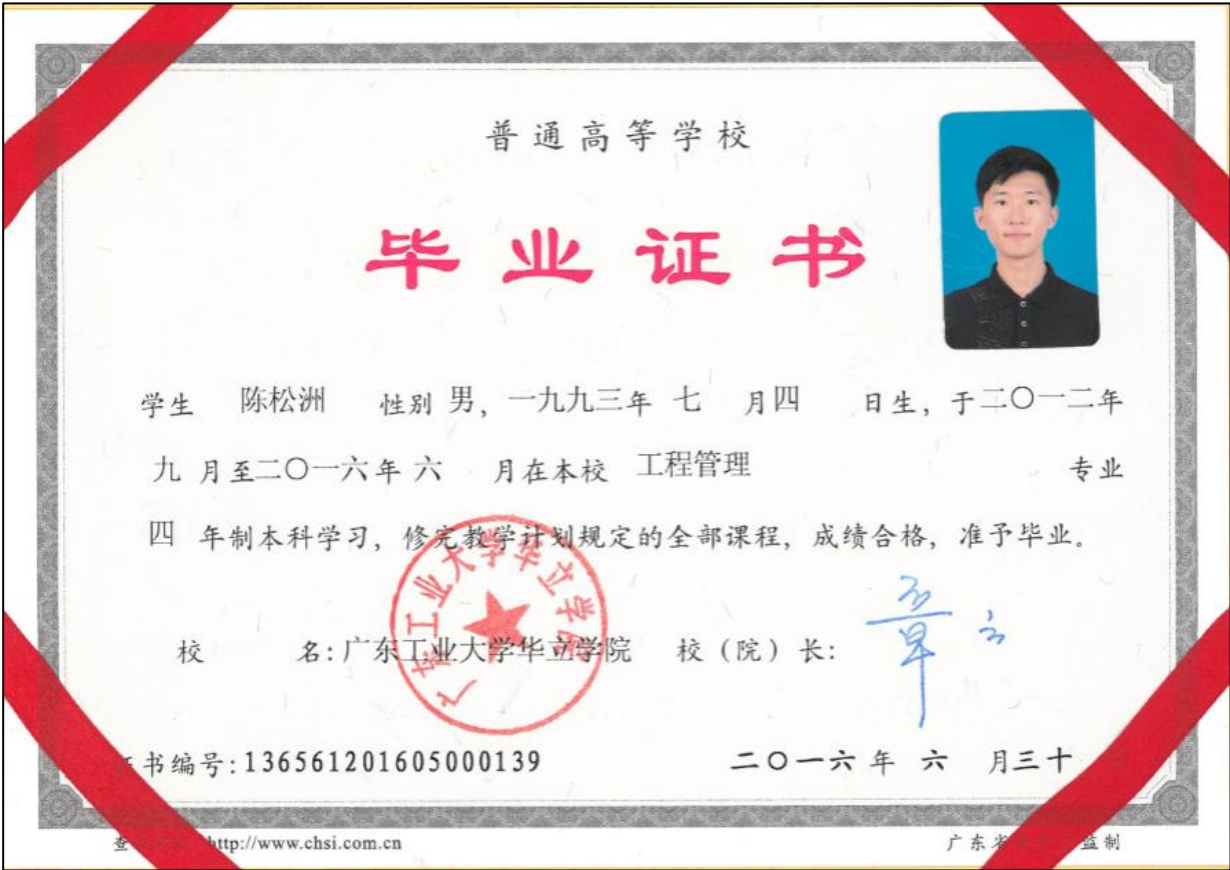 普通高等学校
毕业证书
学生 陈松洲 性别 男，一九九三年 七 月四 日生，于二〇一二年
九 月至二〇一六年 六 月在本校 工程管理 专业
四 年制本科学习，修完教学计划规定的全部课程，成绩合格，准予毕业。
广东工业大学华立学院
校 名：广东工业大学华立学院 校（院）长：
书编号：136561201605000139 二〇一六年 六 月三十
查 http://www.chsi.com.cn 广东省 监制